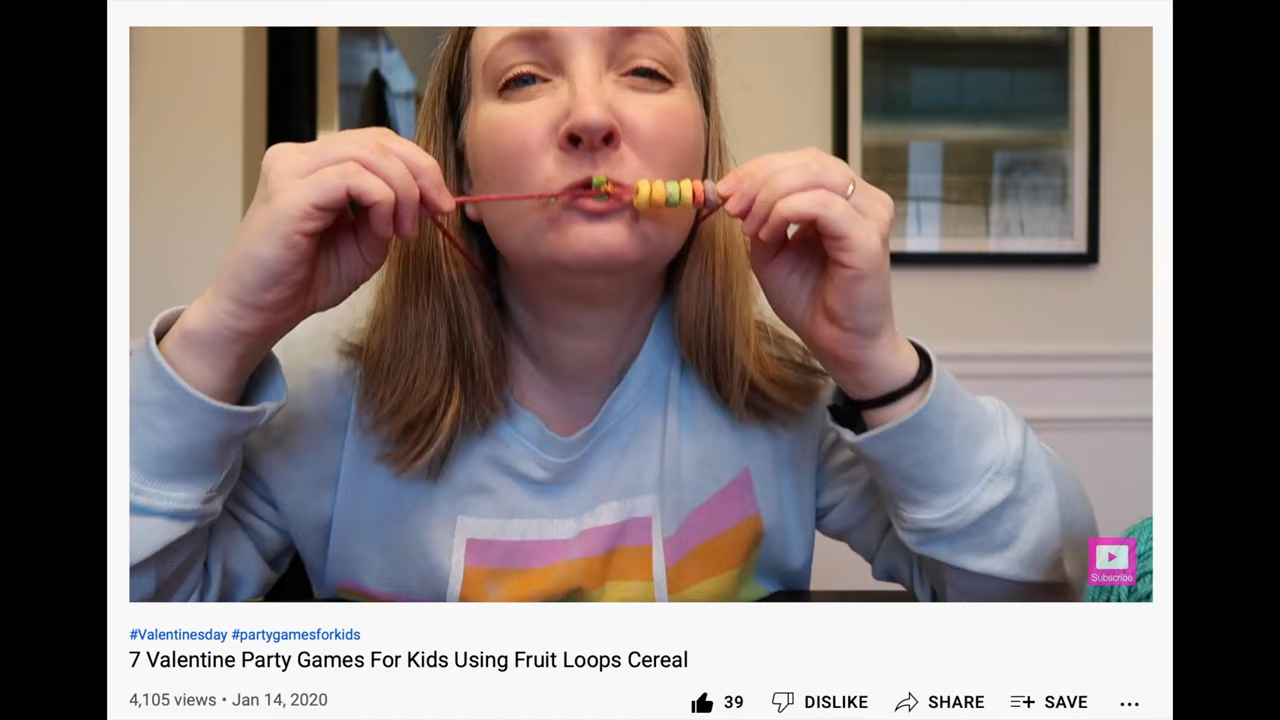 Subscribe
#Valentinesday #partygamesforkids
7 Valentine Party Games For Kids Using Fruit Loops Cereal
4,105 views • Jan 14, 2020
39 DISLIKE SHARE SAVE